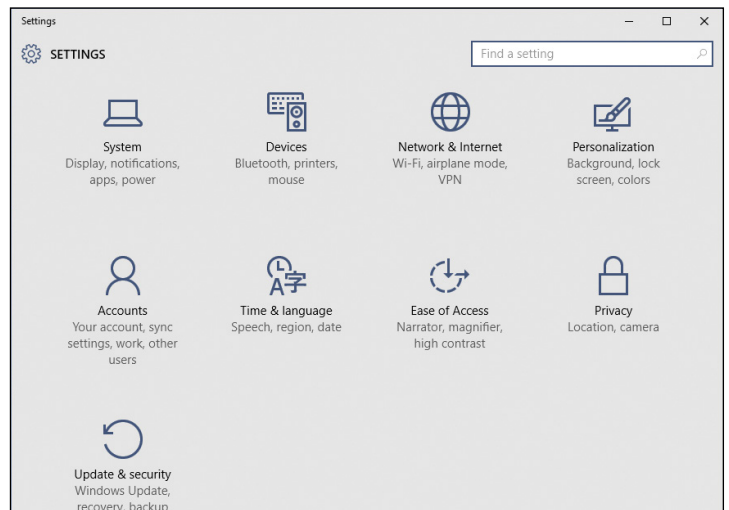 Settings
SETTINGS
Find a setting
System
Display, notifications,
apps, power
Devices
Bluetooth, printers,
mouse
Network & Internet
Wi-Fi, airplane mode,
VPN
Personalization
Background, lock
screen, colors
Accounts
Your account, sync
settings, work, other
users
Time & language
Speech, region, date
Ease of Access
Narrator, magnifier,
high contrast
Privacy
Location, camera
Update & security
Windows Update,
recovery, backup